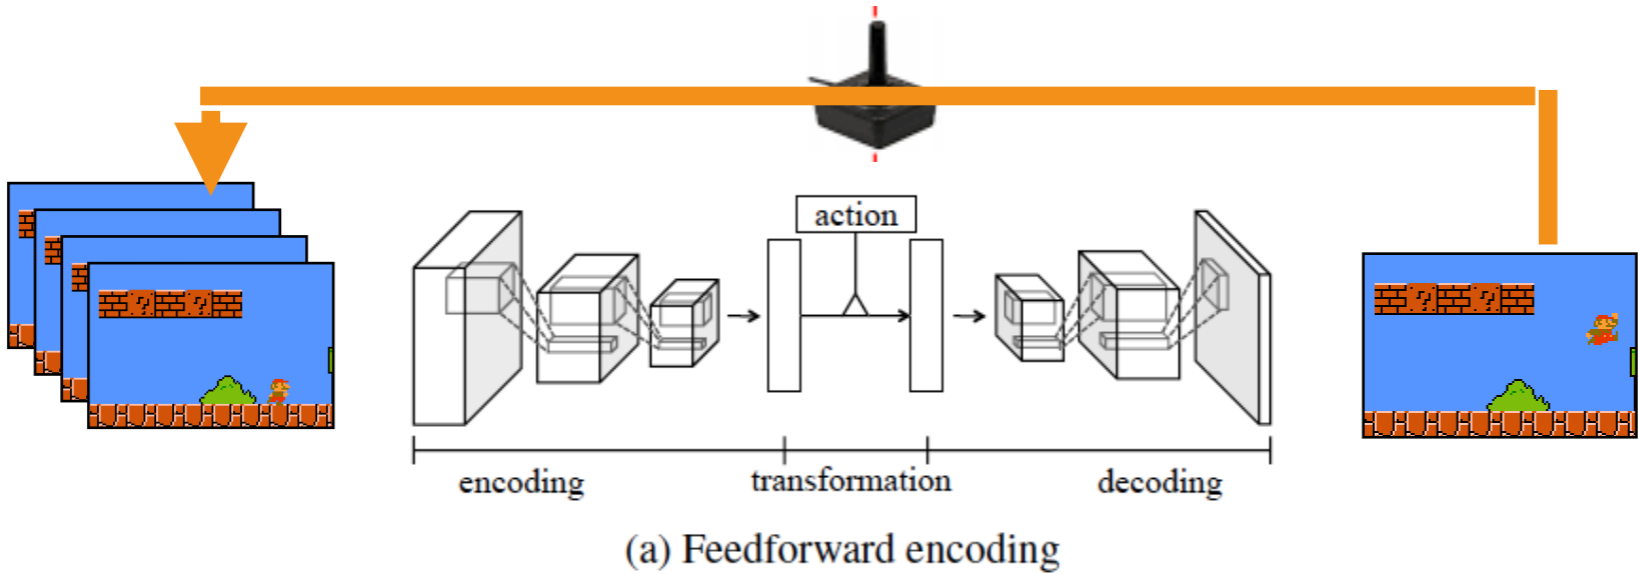 action
encoding
transformation
decoding
(a) Feedforward encoding